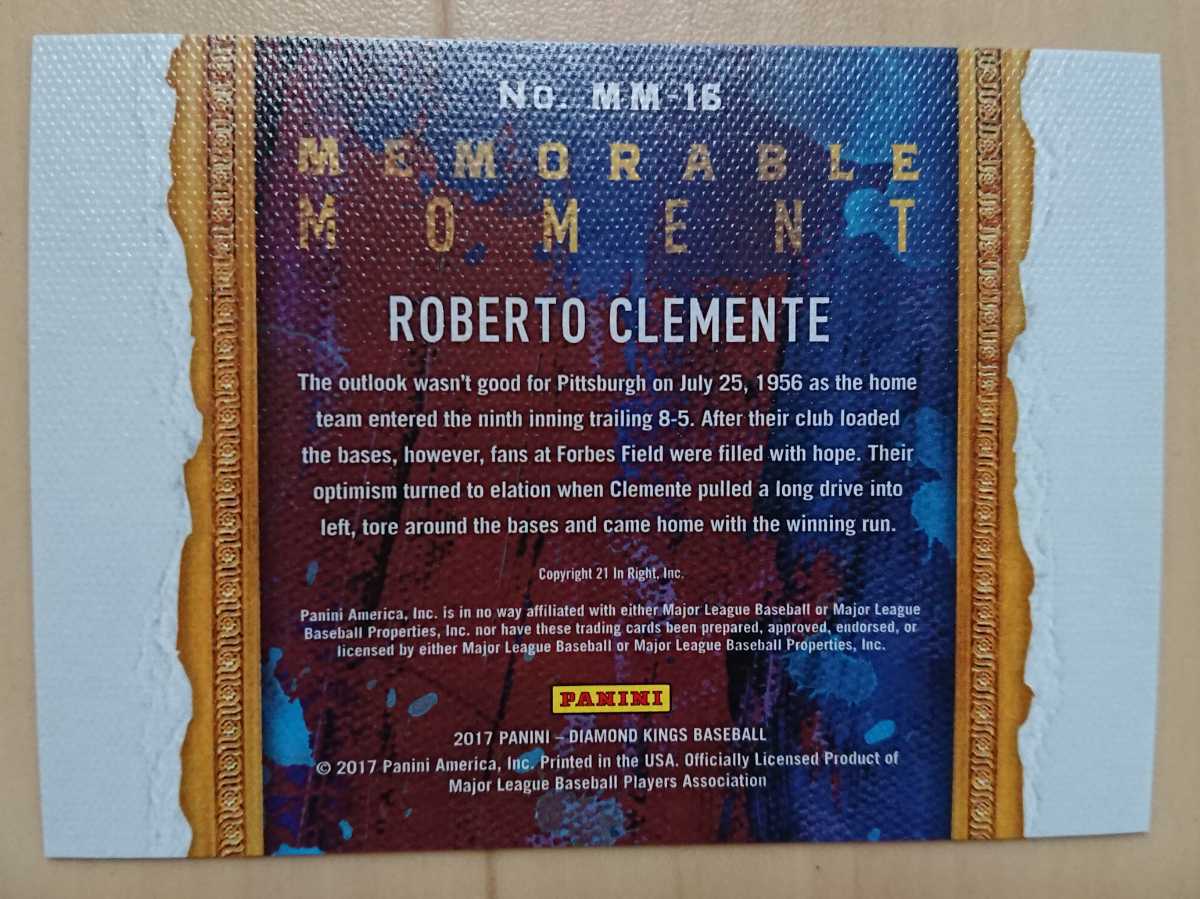 No. MM-16
MEMORABLE
MOMENT
ROBERTO CLEMENTE
The outlook wasn't good for Pittsburgh on July 25, 1956 as the home
team entered the ninth inning trailing 8-5. After their club loaded
the bases, however, fans at Forbes Field were filled with hope. Their
optimism turned to elation when Clemente pulled a long drive into
left, tore around the bases and came home with the winning run.
Copyright 21 In Right, Inc.
Panini America, Inc. is in no way affiliated with either Major League Baseball or Major League
Baseball Properties, Inc. nor have these trading cards been prepared, approved, endorsed, or
licensed by either Major League Baseball or Major League Baseball Properties, Inc.
PANINI
2017 PANINI – DIAMOND KINGS BASEBALL
© 2017 Panini America, Inc. Printed in the USA. Officially Licensed Product of
Major League Baseball Players Association